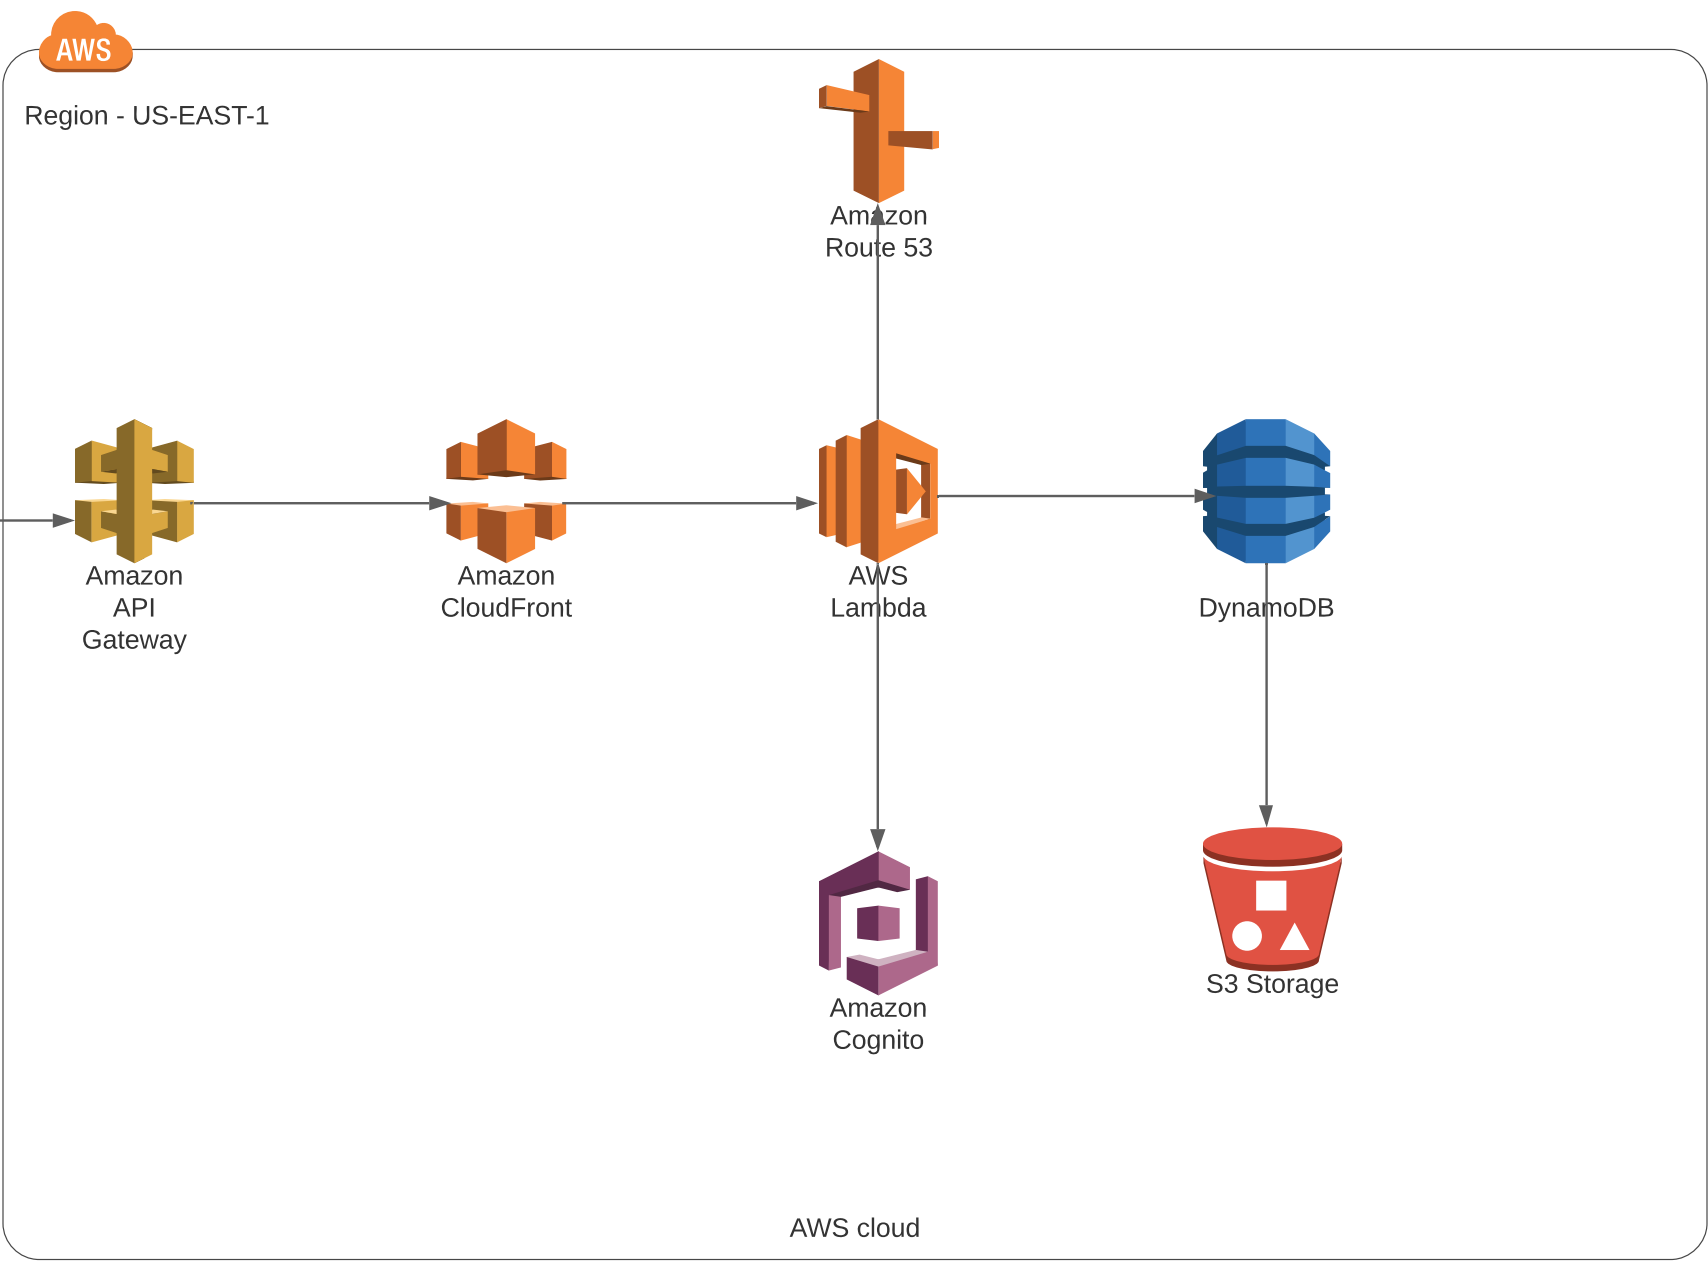 AWS
Region - US-EAST-1
Amazon
Route 53
Amazon
API
Gateway
Amazon
CloudFront
AWS
Lambda
DynamoDB
Amazon
Cognito
S3 Storage
AWS cloud